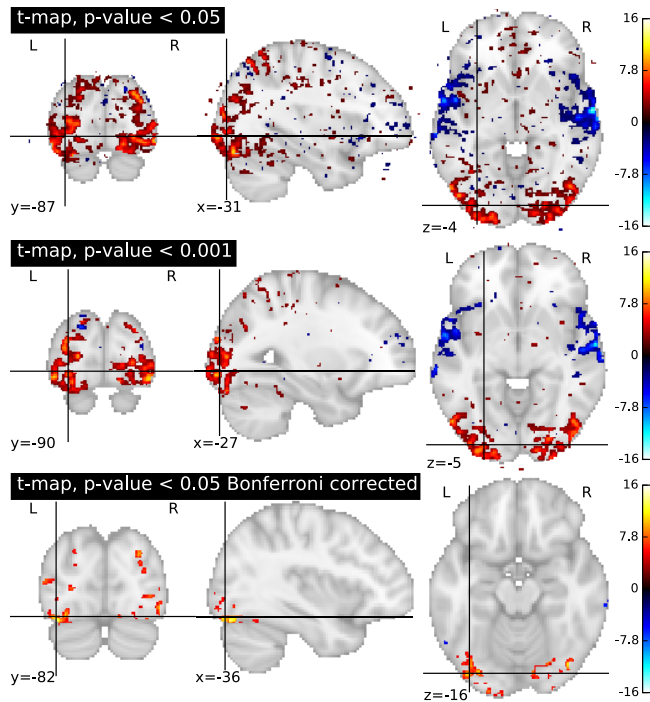 t-map, p-value < 0.05
L R
L R
y=-87
x=-31
z=-4
16
7.8
0
-7.8
-16
t-map, p-value < 0.001
L R
L R
y=-90
x=-27
z=-5
16
7.8
0
-7.8
-16
t-map, p-value < 0.05 Bonferroni corrected
L R
L R
y=-82
x=-36
z=-16
16
7.8
0
-7.8
-16